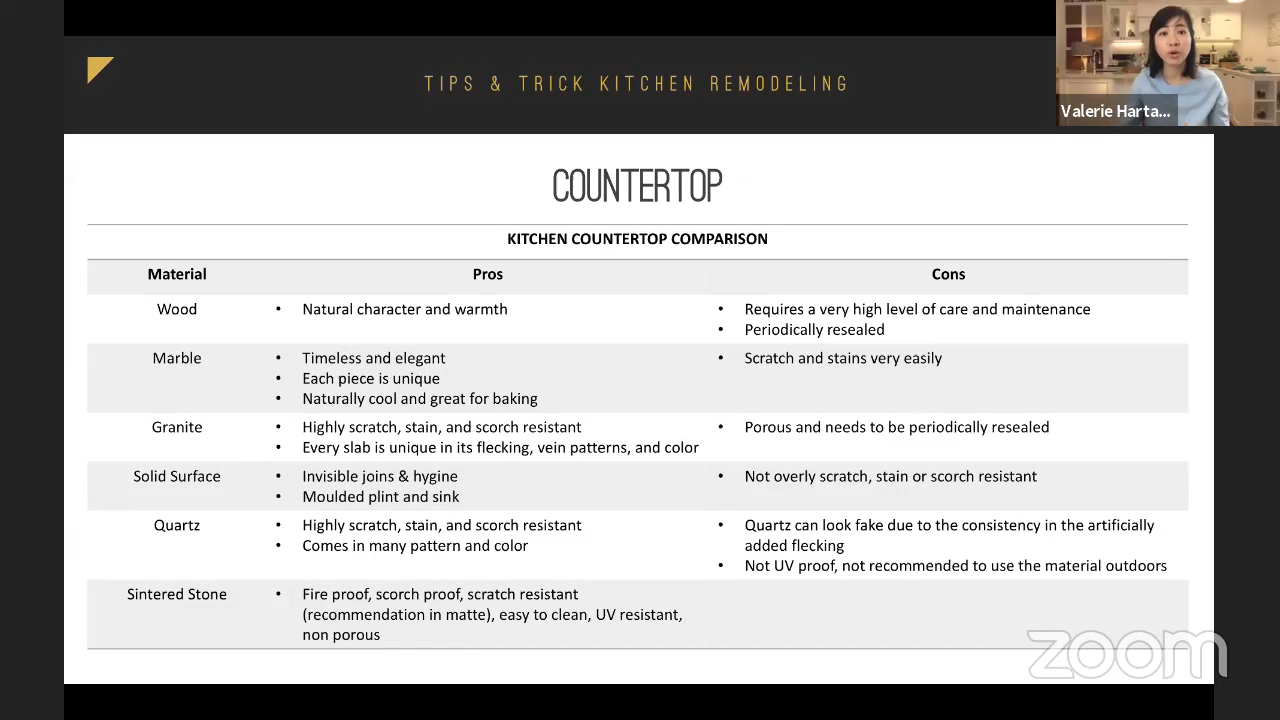 TIPS & TRICK KITCHEN REMODELING
Valerie Harta...
COUNTERTOP
KITCHEN COUNTERTOP COMPARISON
Material Pros Cons
Wood
• Natural character and warmth
• Requires a very high level of care and maintenance
• Periodically resealed
Marble
• Timeless and elegant
• Each piece is unique
• Naturally cool and great for baking
• Scratch and stains very easily
Granite
• Highly scratch, stain, and scorch resistant
• Every slab is unique in its flecking, vein patterns, and color
• Porous and needs to be periodically resealed
Solid Surface
• Invisible joins & hygine
• Moulded plint and sink
• Not overly scratch, stain or scorch resistant
Quartz
• Highly scratch, stain, and scorch resistant
• Comes in many pattern and color
• Quartz can look fake due to the consistency in the artificially
added flecking
• Not UV proof, not recommended to use the material outdoors
Sintered Stone
• Fire proof, scorch proof, scratch resistant
(recommendation in matte), easy to clean, UV resistant,
non porous
zoom